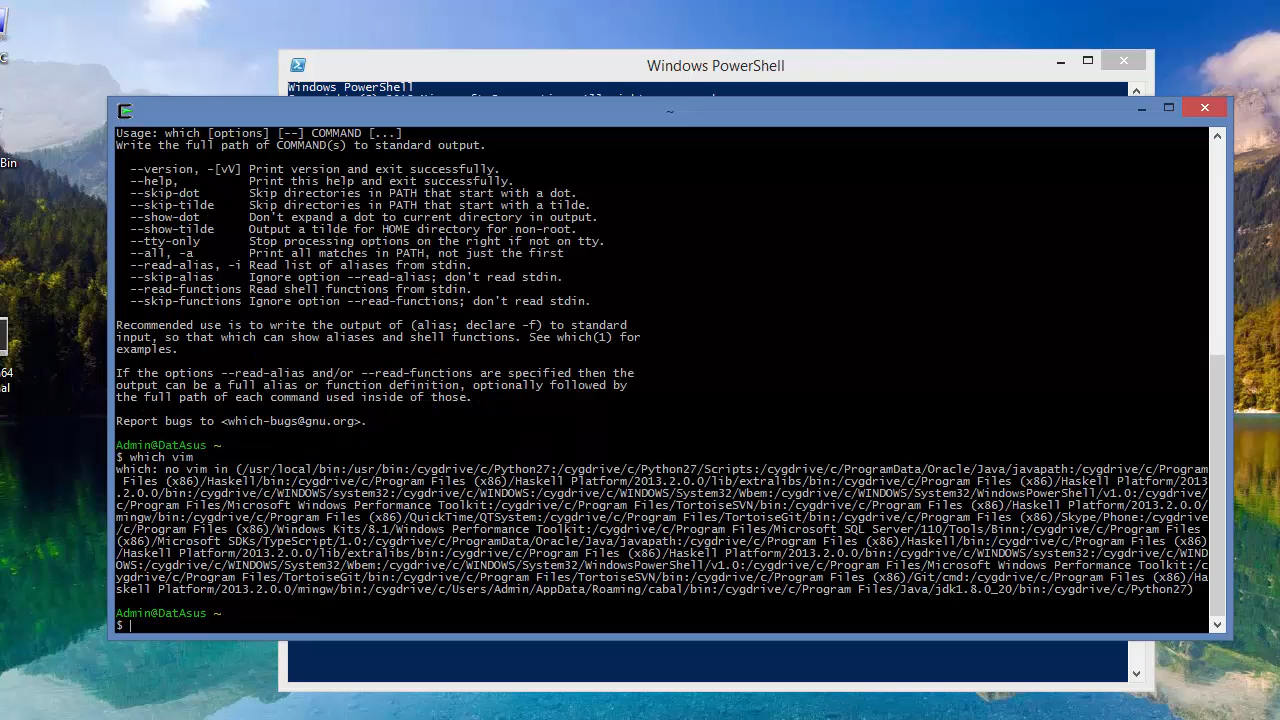 C
Bin
64
al
Windows PowerShell
Windows PowerShell
~
Usage: which [options] [--] COMMAND [...]
Write the full path of COMMAND(s) to standard output.
--version, -[vV] Print version and exit successfully.
--help,          Print this help and exit successfully.
--skip-dot       Skip directories in PATH that start with a dot.
--skip-tilde     Skip directories in PATH that start with a tilde.
--show-dot       Don't expand a dot to current directory in output.
--show-tilde     Output a tilde for HOME directory for non-root.
--tty-only       Stop processing options on the right if not on tty.
--all, -a        Print all matches in PATH, not just the first
--read-alias, -i Read list of aliases from stdin.
--skip-alias     Ignore option --read-alias; don't read stdin.
--read-functions Read shell functions from stdin.
--skip-functions Ignore option --read-functions; don't read stdin.
Recommended use is to write the output of (alias; declare -f) to standard
input, so that which can show aliases and shell functions. See which(1) for
examples.
If the options --read-alias and/or --read-functions are specified then the
output can be a full alias or function definition, optionally followed by
the full path of each command used inside of those.
Report bugs to <which-bugs@gnu.org>.
Admin@DatAsus ~
$ which vim
which: no vim in (/usr/local/bin:/usr/bin:/cygdrive/c/Python27:/cygdrive/c/Python27/Scripts:/cygdrive/c/ProgramData/Oracle/Java/javapath:/cygdrive/c/Program
Files (x86)/Haskell/bin:/cygdrive/c/Program Files (x86)/Haskell Platform/2013.2.0.0/lib/extralibs/bin:/cygdrive/c/Program Files (x86)/Haskell Platform/2013
.2.0.0/bin:/cygdrive/c/WINDOWS/system32:/cygdrive/c/WINDOWS:/cygdrive/c/WINDOWS/System32/Wbem:/cygdrive/c/WINDOWS/System32/WindowsPowerShell/v1.0:/cygdrive/
c/Program Files/Microsoft Windows Performance Toolkit:/cygdrive/c/Program Files/TortoiseSVN/bin:/cygdrive/c/Program Files (x86)/Haskell Platform/2013.2.0.0/
mingw/bin:/cygdrive/c/Program Files (x86)/QuickTime/QTSystem:/cygdrive/c/Program Files/TortoiseGit/bin:/cygdrive/c/Program Files (x86)/Skype/Phone:/cygdrive
/c/Program Files (x86)/Windows Kits/8.1/Windows Performance Toolkit:/cygdrive/c/Program Files/Microsoft SQL Server/110/Tools/Binn:/cygdrive/c/Program Files
(x86)/Microsoft SDKs/TypeScript/1.0:/cygdrive/c/ProgramData/Oracle/Java/javapath:/cygdrive/c/Program Files (x86)/Haskell/bin:/cygdrive/c/Program Files (x86)
/Haskell Platform/2013.2.0.0/lib/extralibs/bin:/cygdrive/c/Program Files (x86)/Haskell Platform/2013.2.0.0/bin:/cygdrive/c/WINDOWS/system32:/cygdrive/c/WIND
OWS:/cygdrive/c/WINDOWS/System32/Wbem:/cygdrive/c/WINDOWS/System32/WindowsPowerShell/v1.0:/cygdrive/c/Program Files/Microsoft Windows Performance Toolkit:/c
ygdrive/c/Program Files/TortoiseGit/bin:/cygdrive/c/Program Files/TortoiseSVN/bin:/cygdrive/c/Program Files (x86)/Git/cmd:/cygdrive/c/Program Files (x86)/Ha
skell Platform/2013.2.0.0/mingw/bin:/cygdrive/c/Users/Admin/AppData/Roaming/cabal/bin:/cygdrive/c/Program Files/Java/jdk1.8.0_20/bin:/cygdrive/c/Python27)
Admin@DatAsus ~
$